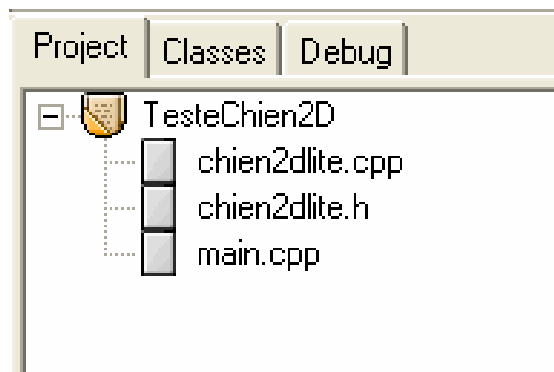 Project Classes Debug
TesteChien2D
chien2dlite.cpp
chien2dlite.h
main.cpp